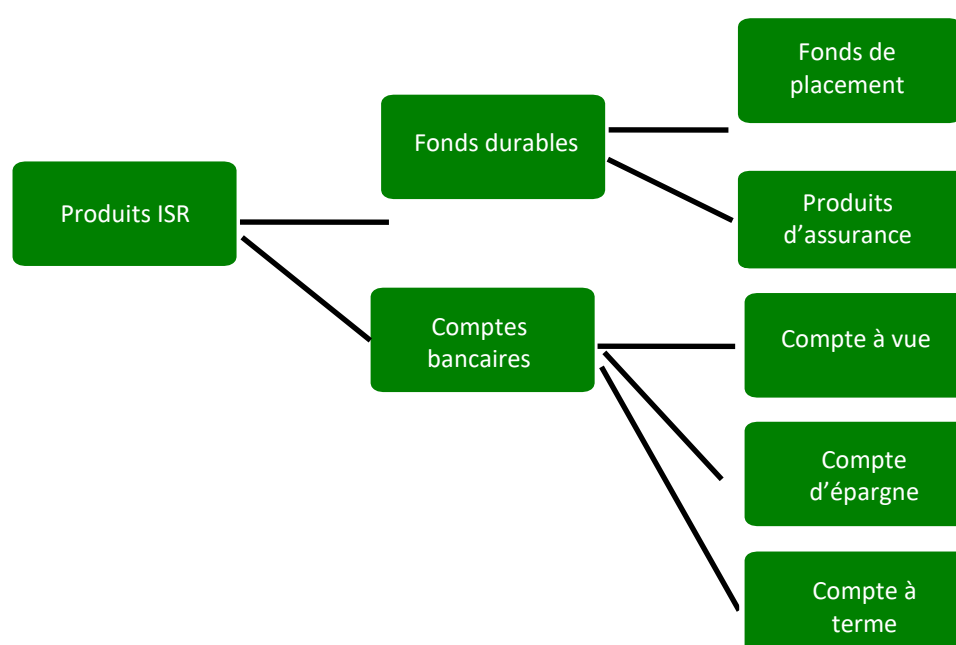 Produits ISR
Fonds durables
Fonds de
placement
Produits
d’assurance
Comptes
bancaires
Compte à vue
Compte
d’épargne
Compte à
terme